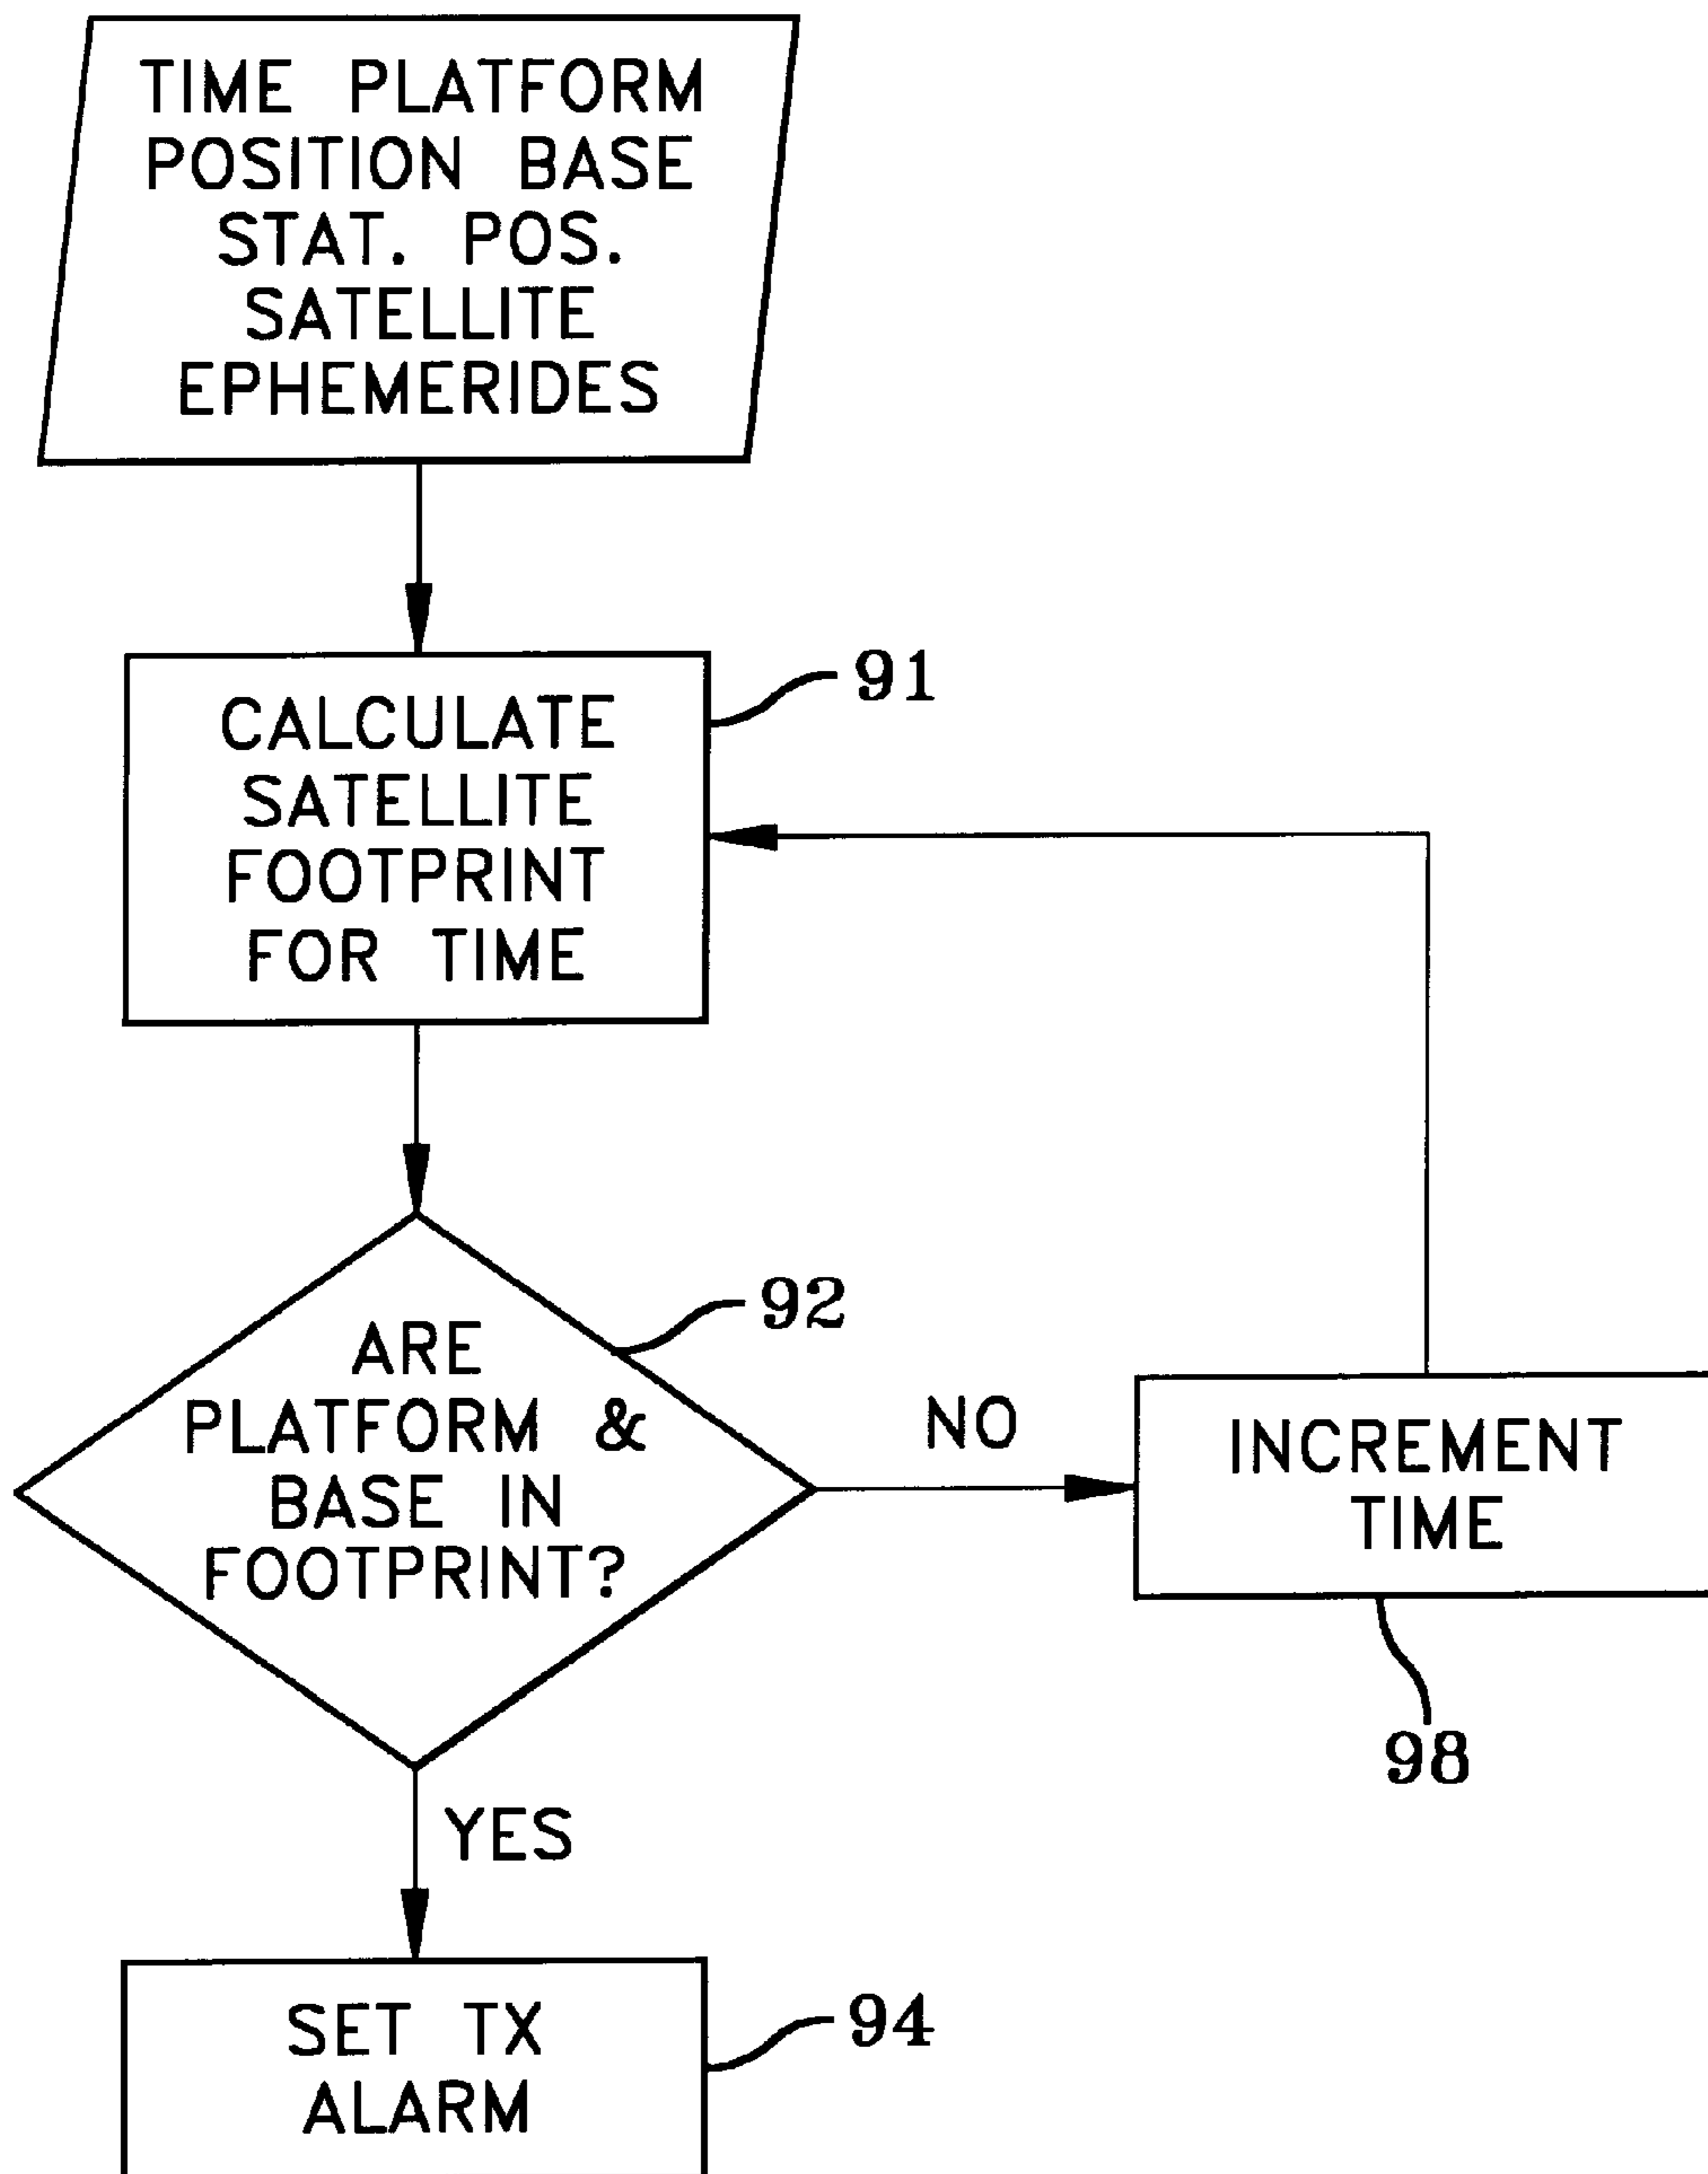 TIME PLATFORM
POSITION BASE
STAT. POS.
SATELLITE
EPHEMERIDES
91
CALCULATE
SATELLITE
FOOTPRINT
FOR TIME
92
ARE
PLATFORM &
BASE IN
FOOTPRINT?
NO
INCREMENT
TIME
98
YES
94
SET TX
ALARM